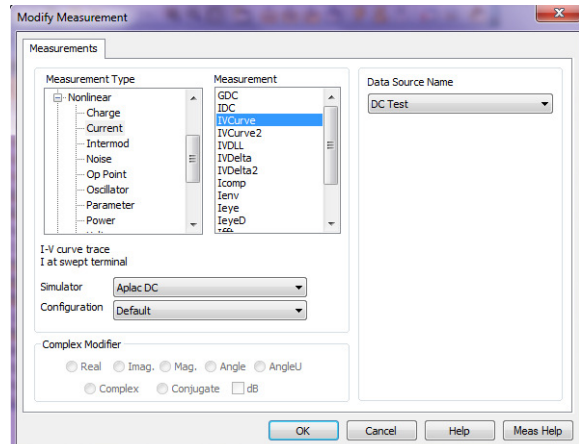 Modify Measurement
Measurements
Measurement Type
Nonlinear
Charge
Current
Intermod
Noise
Op Point
Oscillator
Parameter
Power
Measurement
GDC
IDC
IVCurve
IVCurve2
IVDLL
IVDelta
IVDelta2
Icomp
Ienv
Ieye
IeyeD
Ifft
Data Source Name
DC Test
I-V curve trace
I at swept terminal
Simulator Aplac DC
Configuration Default
Complex Modifier
Real Imag. Mag. Angle AngleU
Complex Conjugate dB
OK Cancel Help Meas Help